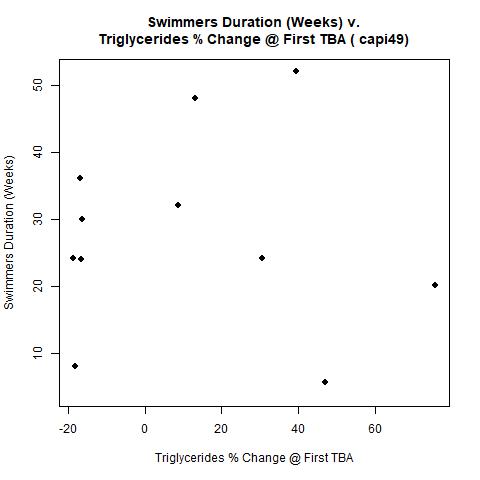 Swimmers Duration (Weeks) v.
Triglycerides % Change @ First TBA ( capi49)
Swimmers Duration (Weeks)
50
40
30
20
10
-20 0 20 40 60
Triglycerides % Change @ First TBA